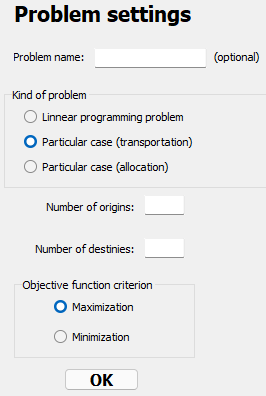 Problem settings
Problem name: (optional)
Kind of problem
Linnear programming problem
Particular case (transportation)
Particular case (allocation)
Number of origins:
Number of destinies:
Objective function criterion
Maximization
Minimization
OK